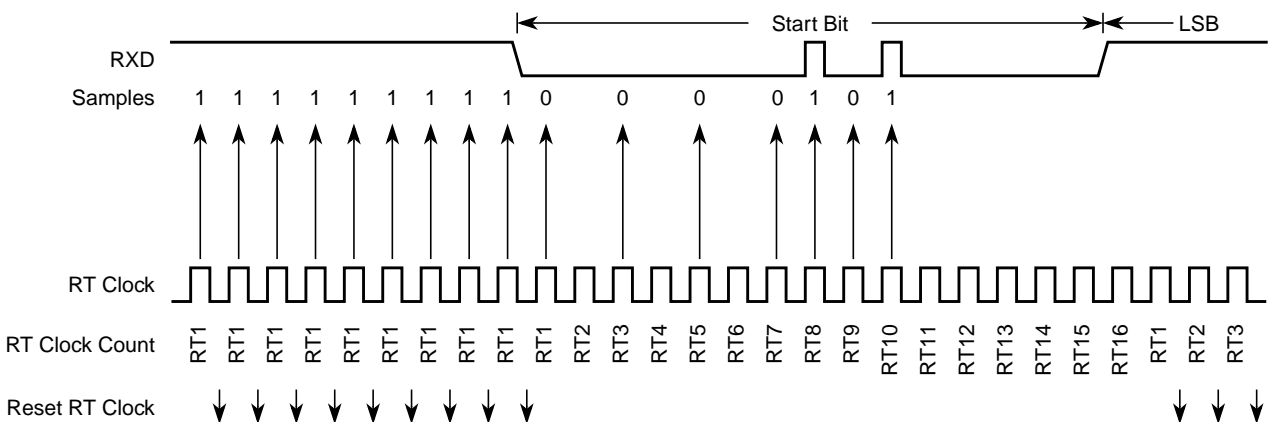 Start Bit LSB
RXD
Samples 1 1 1 1 1 1 1 1 1 0 0 0 0 1 0 1
RT Clock
RT Clock Count RT1 RT1 RT1 RT1 RT1 RT1 RT1 RT1 RT1 RT1 RT2 RT3 RT4 RT5 RT6 RT7 RT8 RT9 RT10 RT11 RT12 RT13 RT14 RT15 RT16 RT1 RT2 RT3
Reset RT Clock